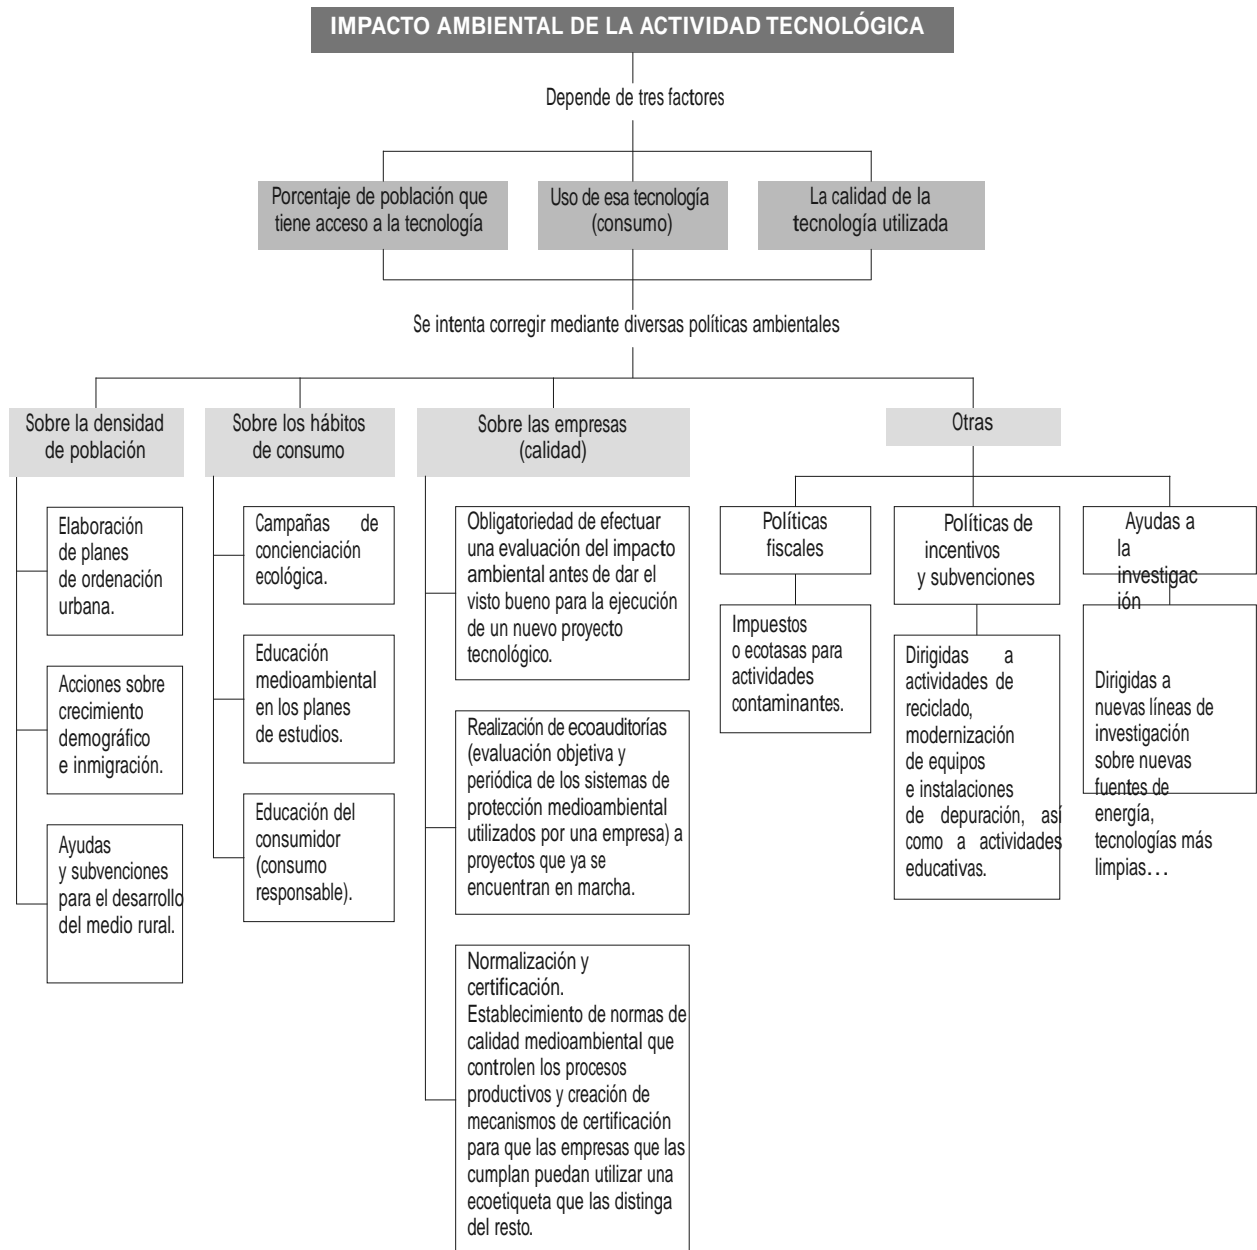 IMPACTO AMBIENTAL DE LA ACTIVIDAD TECNOLÓGICA
Depende de tres factores
Porcentaje de población que
tiene acceso a la tecnología
Uso de esa tecnología
(consumo)
La calidad de la
tecnología utilizada
Se intenta corregir mediante diversas políticas ambientales
Sobre la densidad
de población
Elaboración
de planes
de ordenación
urbana.
Acciones sobre
crecimiento
demográfico
e inmigración.
Ayudas
y subvenciones
para el desarrollo
del medio rural.
Sobre los hábitos
de consumo
Campañas de
concienciación
ecológica.
Educación
medioambiental
en los planes
de estudios.
Educación del
consumidor
(consumo
responsable).
Sobre las empresas
(calidad)
Obligatoriedad de efectuar
una evaluación del impacto
ambiental antes de dar el
visto bueno para la ejecución
de un nuevo proyecto
tecnológico.
Realización de ecoauditorías
(evaluación objetiva y
periódica de los sistemas de
protección medioambiental
utilizados por una empresa) a
proyectos que ya se
encuentran en marcha.
Normalización y
certificación.
Establecimiento de normas de
calidad medioambiental que
controlen los procesos
productivos y creación de
mecanismos de certificación
para que las empresas que las
cumplan puedan utilizar una
ecoetiqueta que las distinga
del resto.
Otras
Políticas
fiscales
Impuestos
o ecotasas para
actividades
contaminantes.
Políticas de
incentivos
y subvenciones
Dirigidas a
actividades de
reciclado,
modernización
de equipos
e instalaciones
de depuración, así
como a actividades
educativas.
Ayudas a
la
investigac
ión
Dirigidas a
nuevas líneas de
investigación
sobre nuevas
fuentes de
energía,
tecnologías más
limpias…